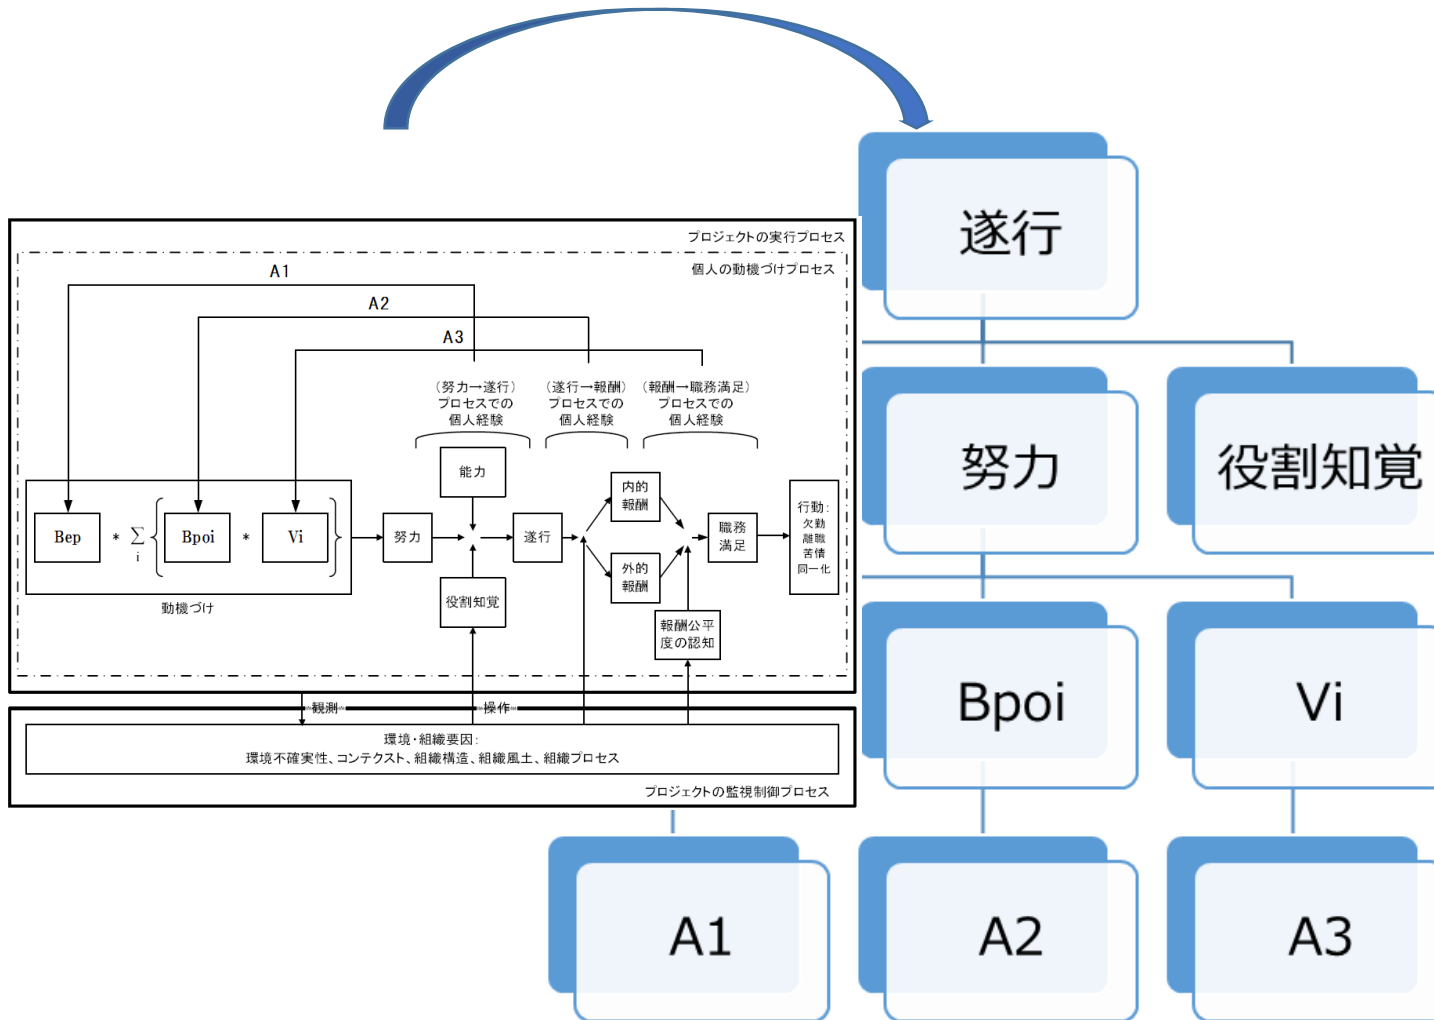 遂行
プロジェクトの実行プロセス
個人の動機づけプロセス
A1
A2
A3
(努力→遂行)
プロセスでの
個人経験
(遂行→報酬)
プロセスでの
個人経験
(報酬→職務満足)
プロセスでの
個人経験
能力
内的
報酬
行動:
欠勤
離職
苦情
同一化
Bep
*
∑
i
Bpoi
*
Vi
努力
遂行
職務
満足
外的
報酬
役割知覚
動機づけ
報酬公平
度の認知
観測
操作
環境・組織要因:
環境不確実性、コンテクスト、組織構造、組織風土、組織プロセス
プロジェクトの監視制御プロセス
努力
役割知覚
Bpoi
Vi
A1
A2
A3